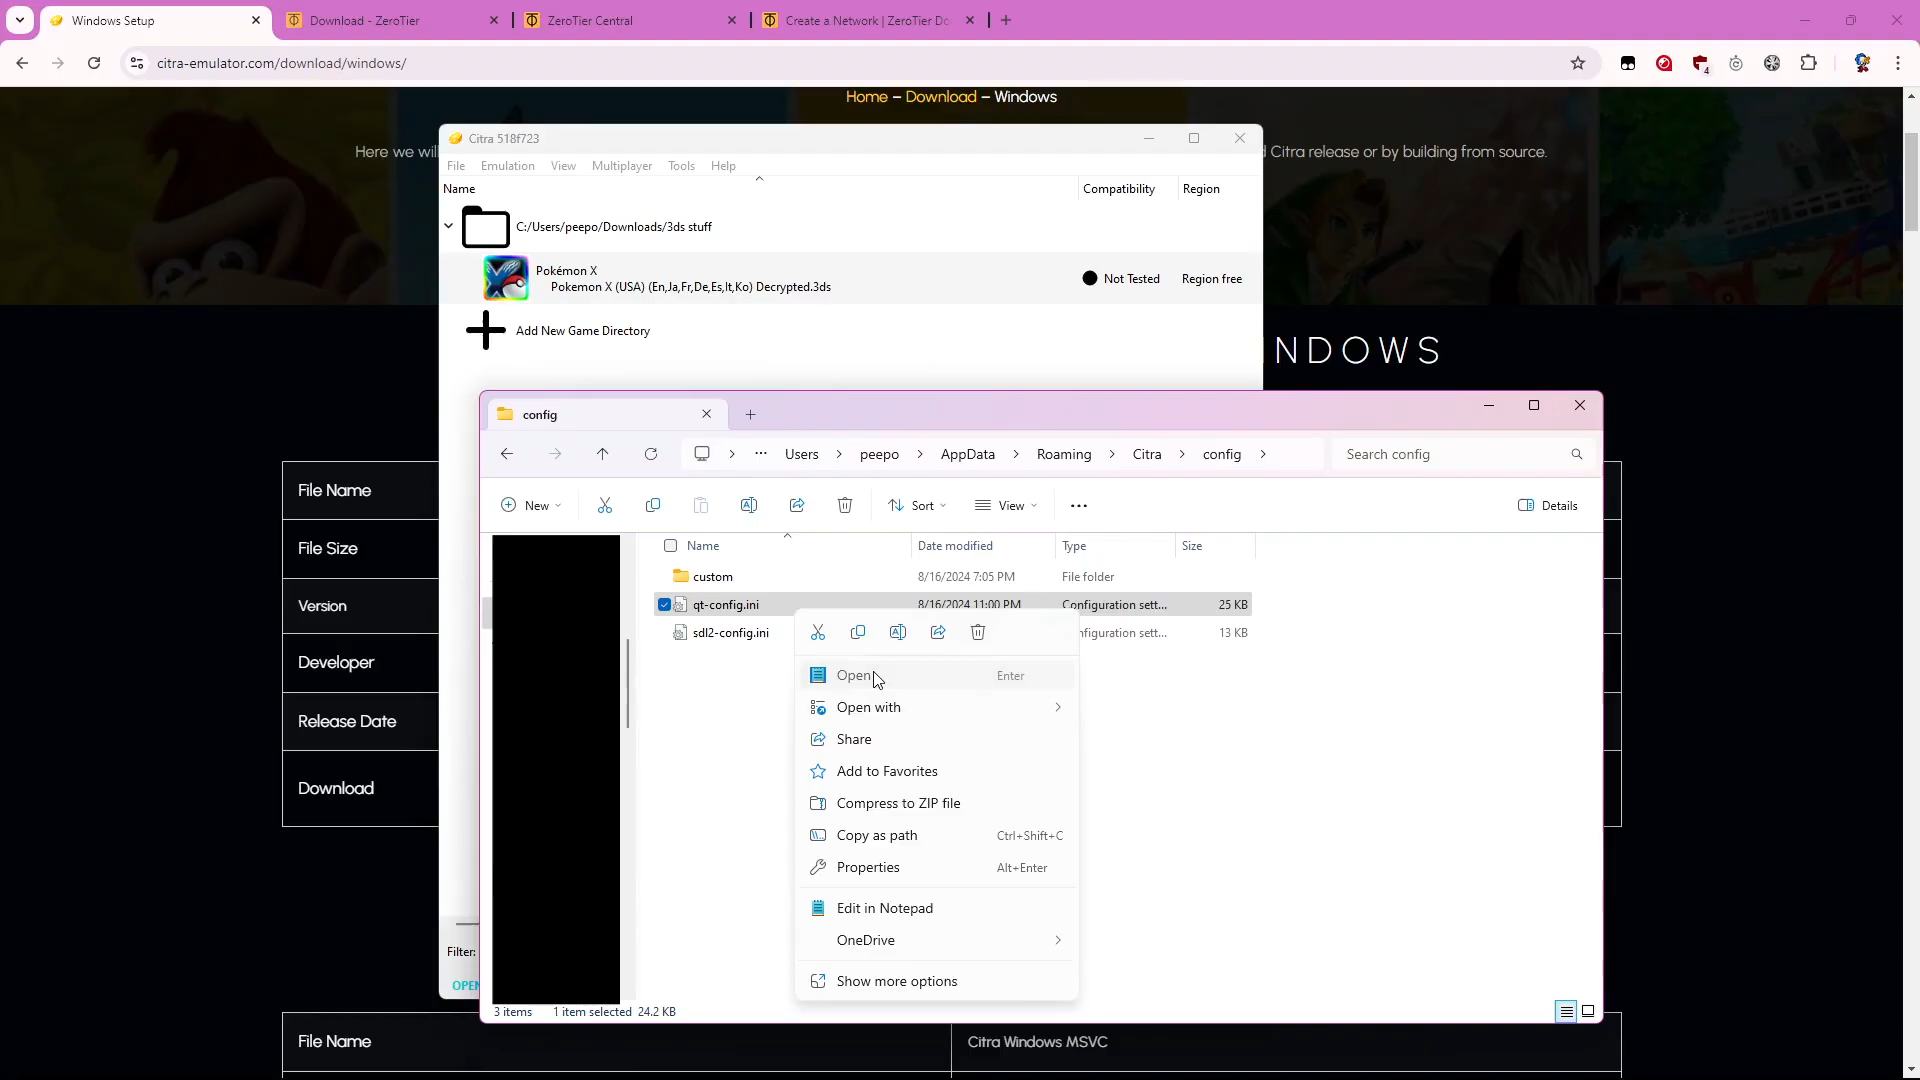 Windows Setup
Download - ZeroTier
ZeroTier Central
Create a Network | ZeroTier Do
citra-emulator.com/download/windows/
4
Home – Download – Windows
Here we will
d Citra release or by building from source.
Citra 518f723
File Emulation View Multiplayer Tools Help
Name Compatibility Region
C:/Users/peepo/Downloads/3ds stuff
Pokémon X
Pokemon X (USA) (En,Ja,Fr,De,Es,It,Ko) Decrypted.3ds
Not Tested
Region free
Add New Game Directory
INDOWS
config
Users peepo AppData Roaming Citra config
Search config
New
Sort
View
Details
Name Date modified Type Size
custom 8/16/2024 7:05 PM File folder
qt-config.ini 8/16/2024 11:00 PM Configuration sett... 25 KB
sdl2-config.ini nfiguration sett... 13 KB
Open Enter
Open with
Share
Add to Favorites
Compress to ZIP file
Copy as path Ctrl+Shift+C
Properties Alt+Enter
Edit in Notepad
OneDrive
Show more options
3 items 1 item selected 24.2 KB
Filter:
OPEN
File Name
File Size
Version
Developer
Release Date
Download
File Name
Citra Windows MSVC